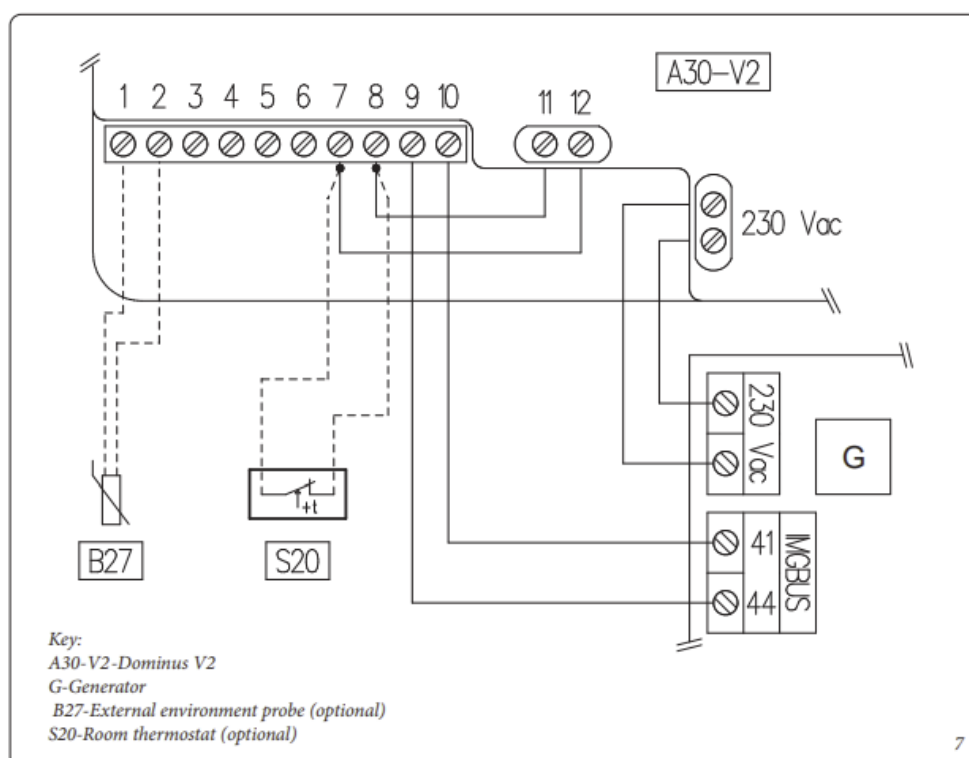 A30-V2
1 2 3 4 5 6 7 8 9 10
11 12
230 Vac
230 Vac
G
41
44
IMGBUS
+t
B27
S20
Key:
A30-V2-Dominus V2
G-Generator
B27-External environment probe (optional)
S20-Room thermostat (optional)
7